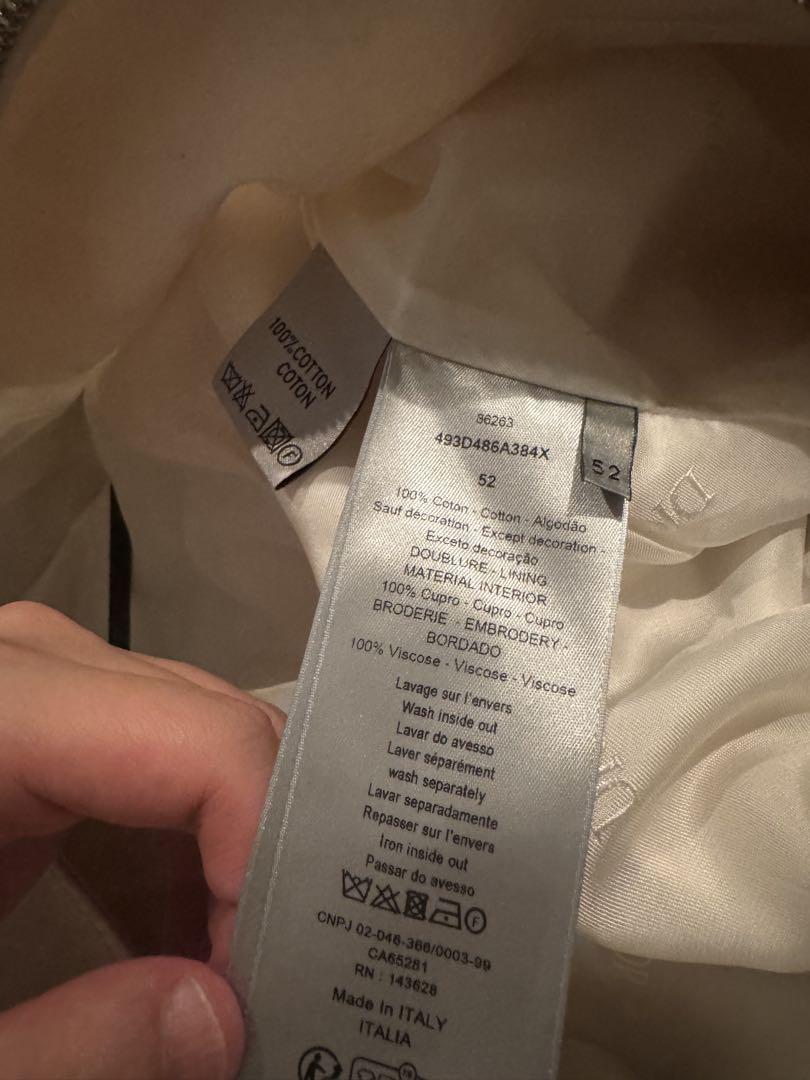 100%COTTON
COTON
86263
493D486A384X
52
52
100% Coton - Cotton - Algodão
Sauf décoration - Except decoration -
Exceto decoração
DOUBLURE - LINING
MATERIAL INTERIOR
100% Cupro - Cupro - Cupro
BRODERIE - EMBRODERY -
BORDADO
100% Viscose - Viscose - Viscose
Lavage sur l'envers
Wash inside out
Lavar do avesso
Laver séparément
wash separately
Lavar separadamente
Repasser sur l'envers
Iron inside out
Passar do avesso
F
F
CNPJ 02-046-366/0003-99
CA65281
RN : 143628
Made in ITALY
ITALIA